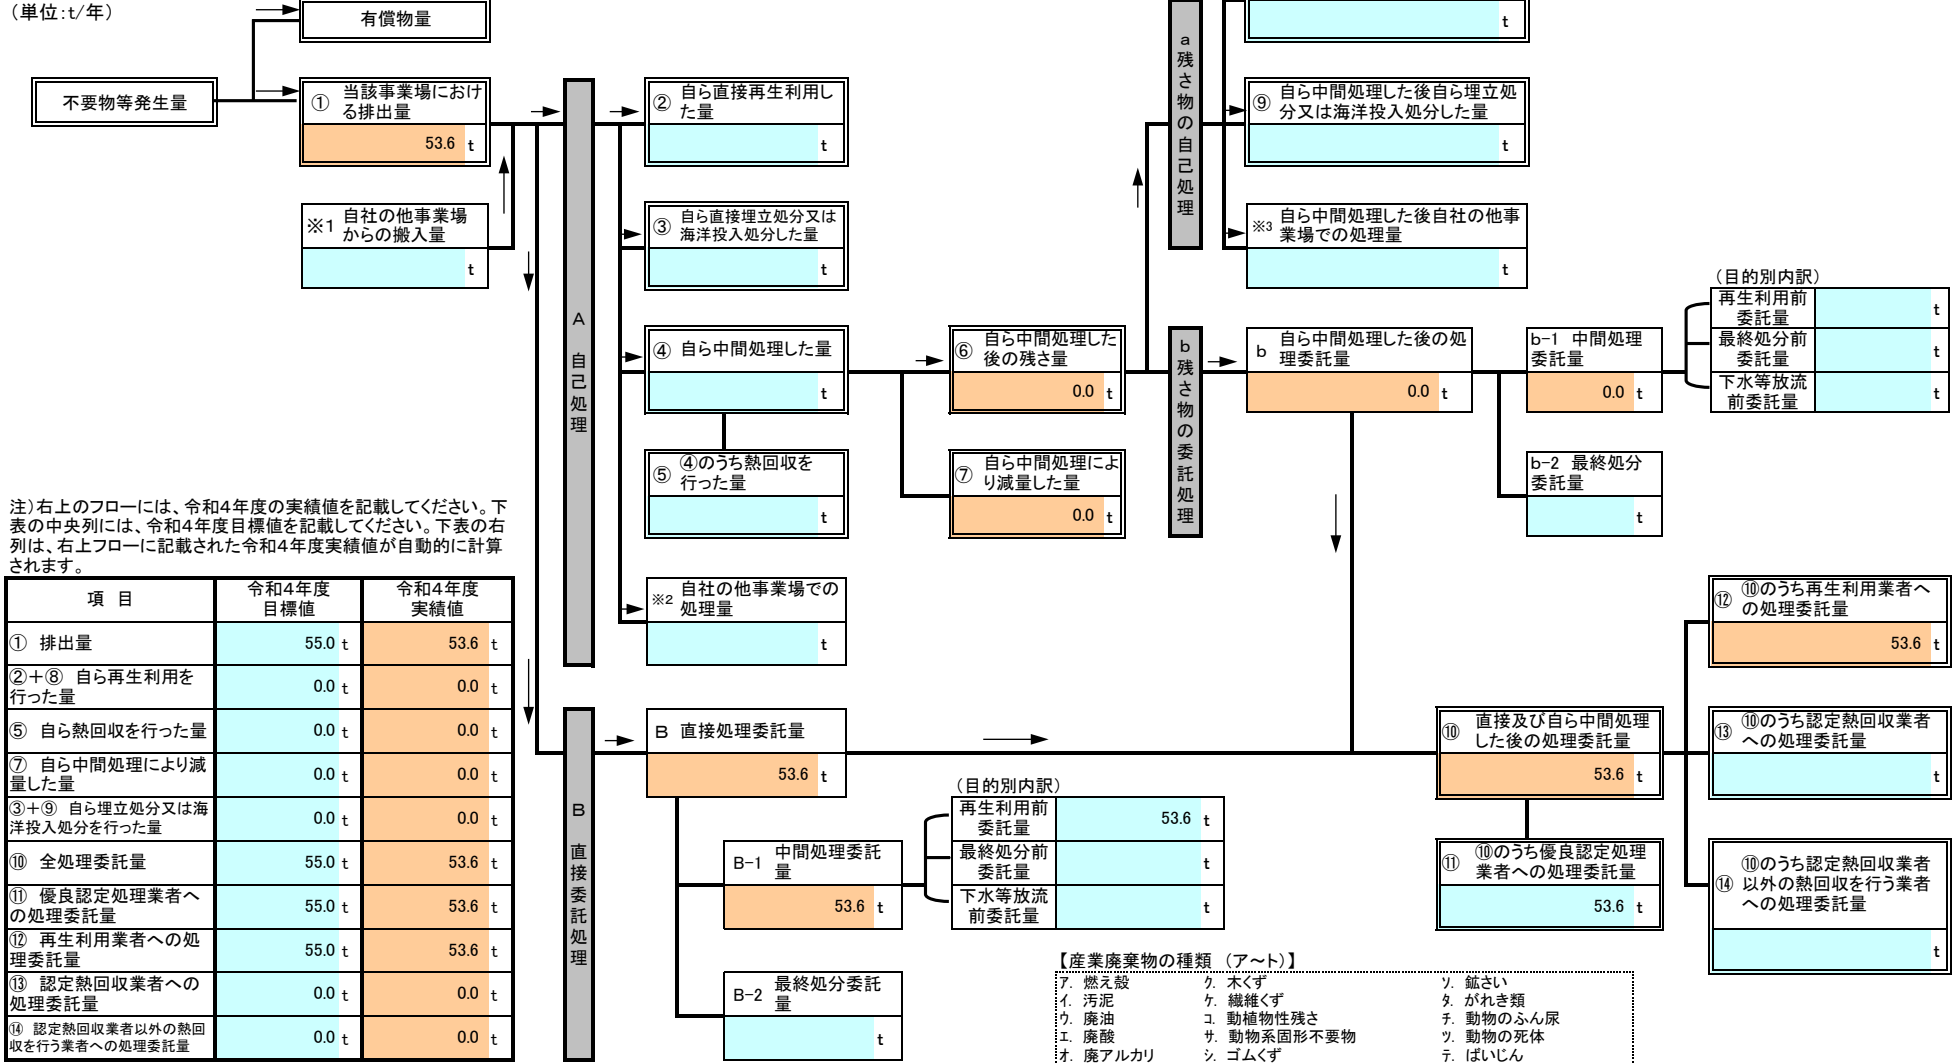 (単位:t/年)
有償物量
不要物等発生量
① 当該事業場におけ
る排出量
53.6 t
※1 自社の他事業場
からの搬入量
t
A 自己処理
② 自ら直接再生利用し
た量
t
③ 自ら直接埋立処分又は
海洋投入処分した量
t
④ 自ら中間処理した量
t
⑤ ④のうち熱回収を
行った量
t
※2 自社の他事業場での
処理量
t
⑥ 自ら中間処理した
後の残さ量
0.0 t
⑦ 自ら中間処理によ
り減量した量
0.0 t
a残さ物の自己処理
t
⑨ 自ら中間処理した後自ら埋立処
分又は海洋投入処分した量
t
※3 自ら中間処理した後自社の他事
業場での処理量
t
b残さ物の委託処理
b 自ら中間処理した後の処
理委託量
0.0 t
b-1 中間処理
委託量
0.0 t
(目的別内訳)
再生利用前
委託量
t
最終処分前
委託量
t
下水等放流
前委託量
t
b-2 最終処分
委託量
t
注)右上のフローには、令和4年度の実績値を記載してください。下
表の中央列には、令和4年度目標値を記載してください。下表の右
列は、右上フローに記載された令和4年度実績値が自動的に計算
されます。
項 目 令和4年度 目標値 令和4年度 実績値
① 排出量 55.0 t 53.6 t
②+⑧ 自ら再生利用を
行った量 0.0 t 0.0 t
⑤ 自ら熱回収を行った量 0.0 t 0.0 t
⑦ 自ら中間処理により減
量した量 0.0 t 0.0 t
③+⑨ 自ら埋立処分又は海
洋投入処分を行った量 0.0 t 0.0 t
⑩ 全処理委託量 55.0 t 53.6 t
⑪ 優良認定処理業者へ
の処理委託量 55.0 t 53.6 t
⑫ 再生利用業者への処
理委託量 55.0 t 53.6 t
⑬ 認定熱回収業者への
処理委託量 0.0 t 0.0 t
⑭ 認定熱回収業者以外の熱回
収を行う業者への処理委託量 0.0 t 0.0 t
B 直接委託処理
B 直接処理委託量
53.6 t
B-1 中間処理委託
量
53.6 t
(目的別内訳)
再生利用前
委託量
53.6 t
最終処分前
委託量
t
下水等放流
前委託量
t
B-2 最終処分委託
量
t
⑩ 直接及び自ら中間処理
した後の処理委託量
53.6 t
⑪ ⑩のうち優良認定処理
業者への処理委託量
53.6 t
⑫ ⑩のうち再生利用業者へ
の処理委託量
53.6 t
⑬ ⑩のうち認定熱回収業者
への処理委託量
t
⑭ ⑩のうち認定熱回収業者
以外の熱回収を行う業者
への処理委託量
t
【産業廃棄物の種類 (ア~ト)】
ア. 燃え殻 ク. 木くず ソ. 鉱さい
イ. 汚泥 ケ. 繊維くず タ. がれき類
ウ. 廃油 コ. 動植物性残さ チ. 動物のふん尿
エ. 廃酸 サ. 動物系固形不要物 ツ. 動物の死体
オ. 廃アルカリ シ. ゴムくず テ. ばいじん